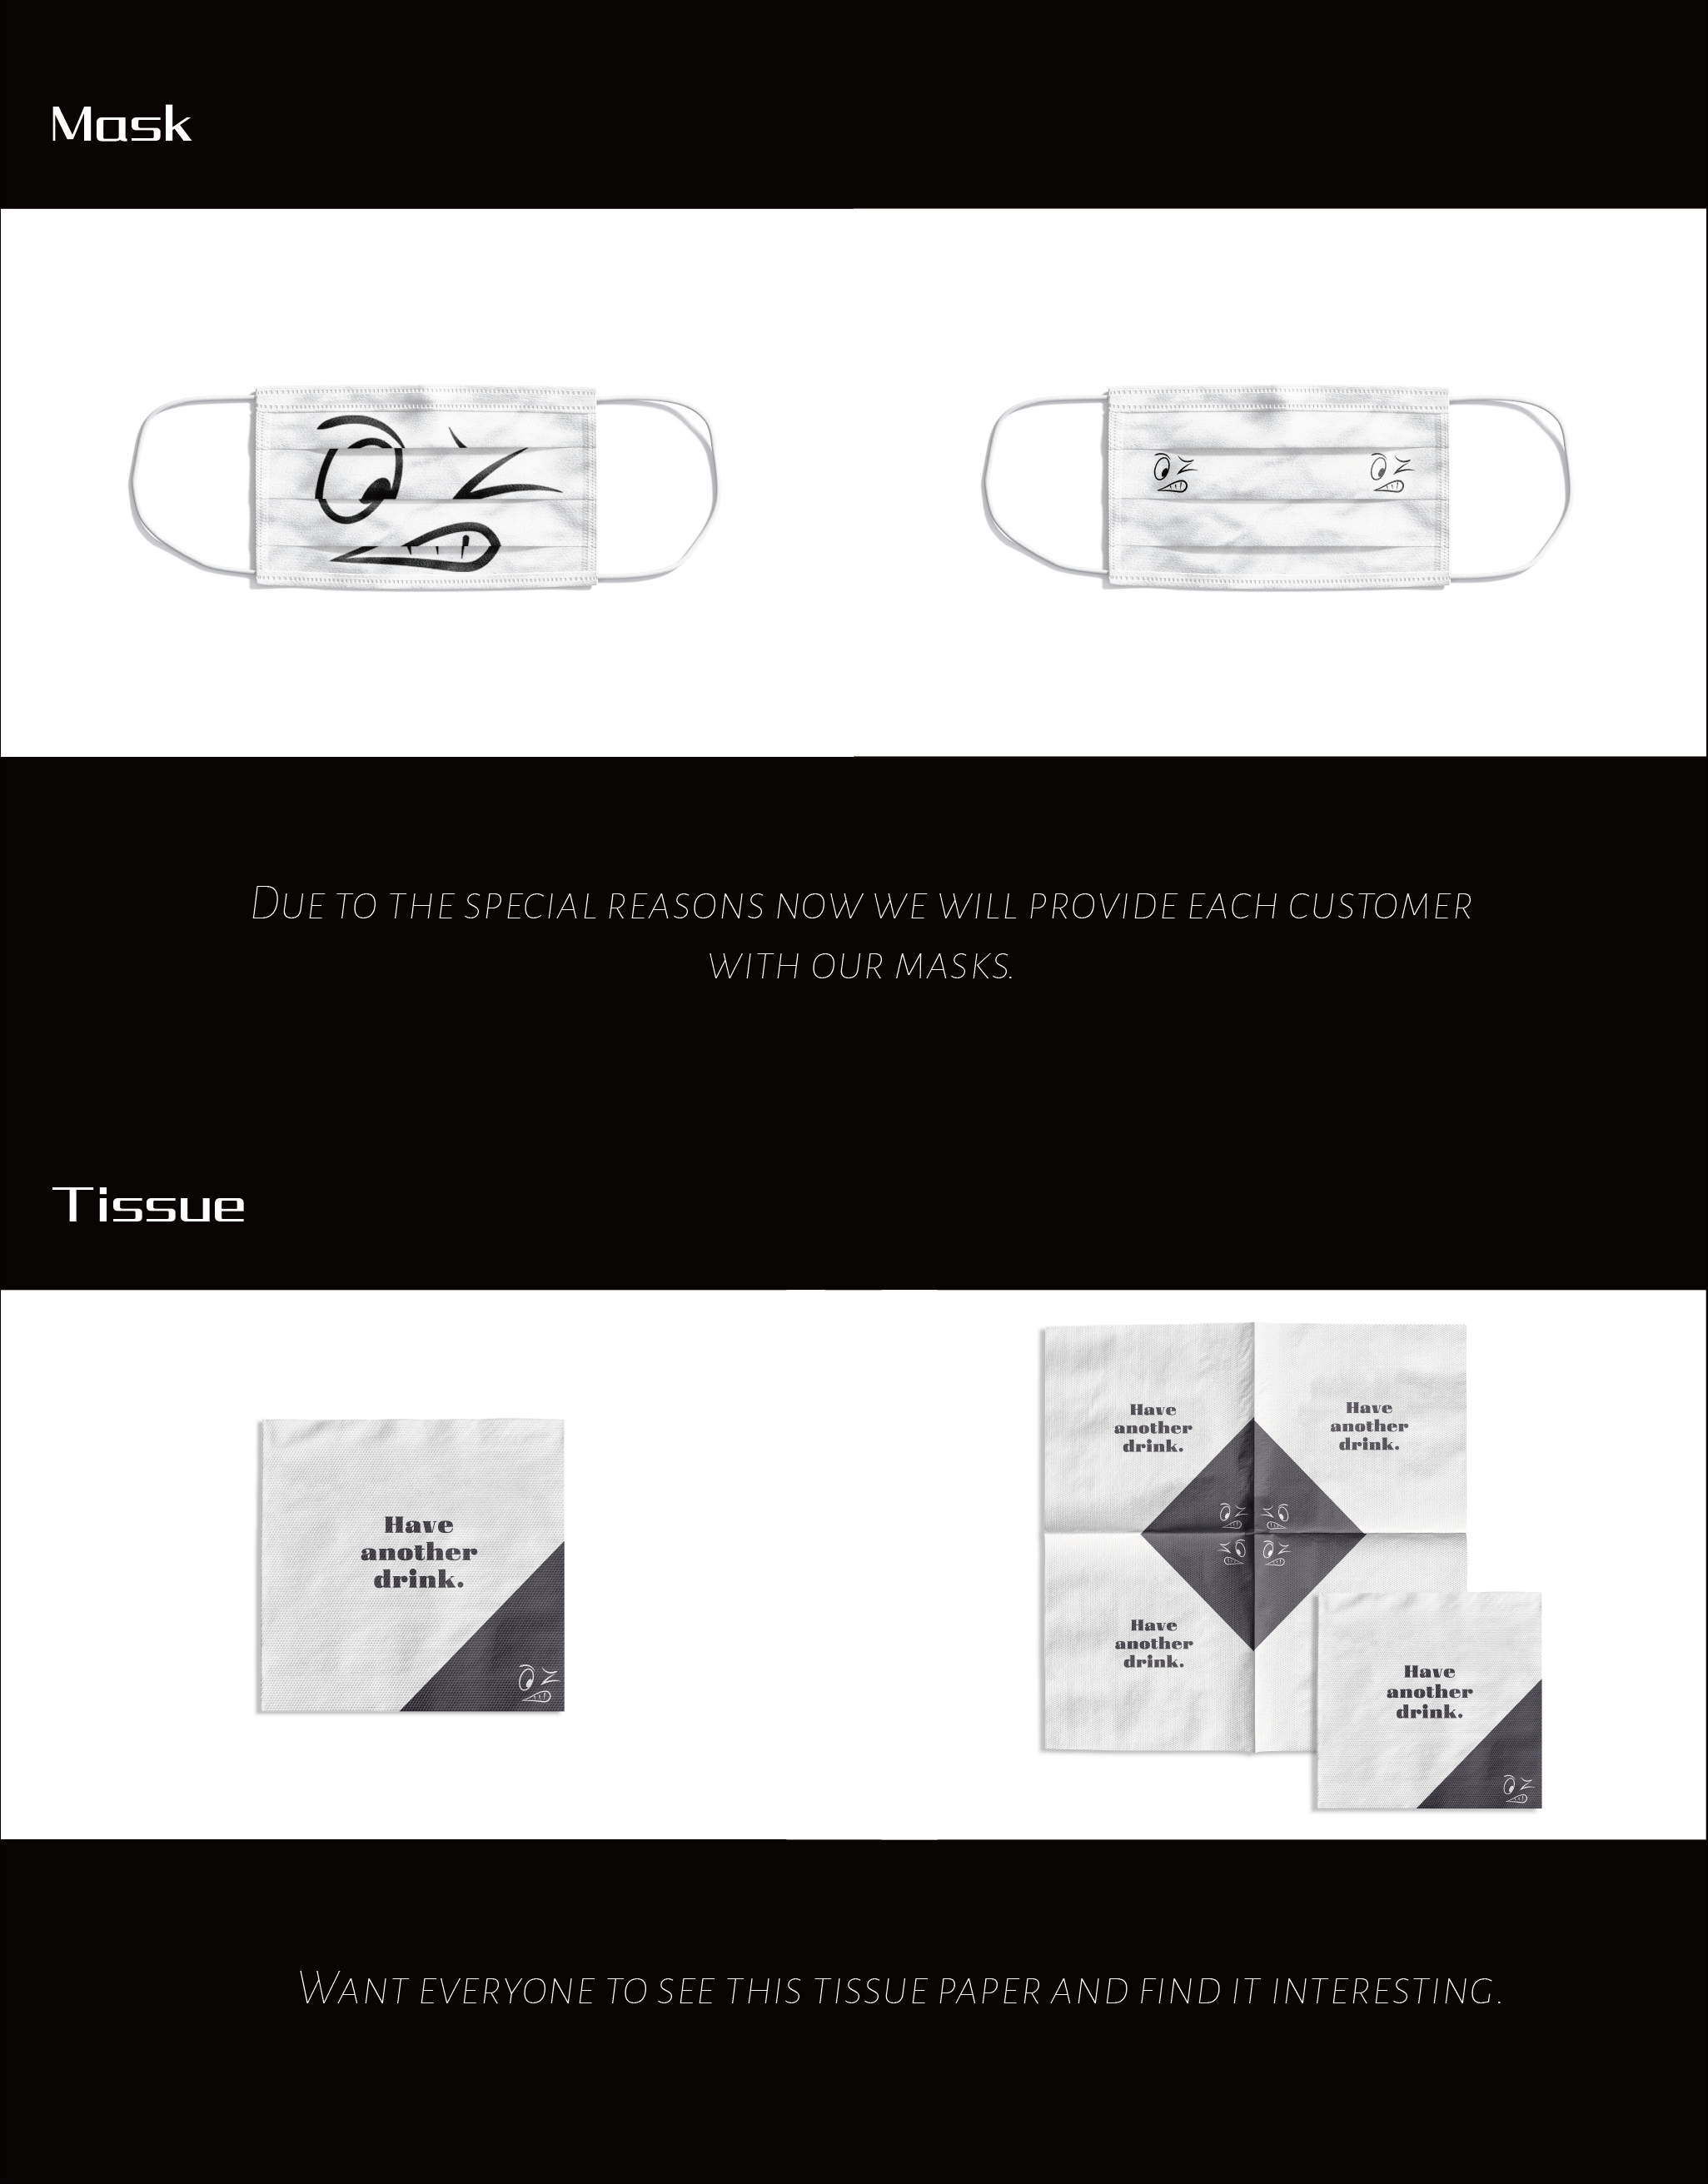 Mask
DUE TO THE SPECIAL REASONS NOW WE WILL PROVIDE EACH CUSTOMER
WITH OUR MASKS.
Tissue
Have
another
drink.
Have
another
drink.
Have
another
drink.
Have
another
drink.
Have
another
drink.
WANT EVERYONE TO SEE THIS TISSUE PAPER AND FIND IT INTERESTING.